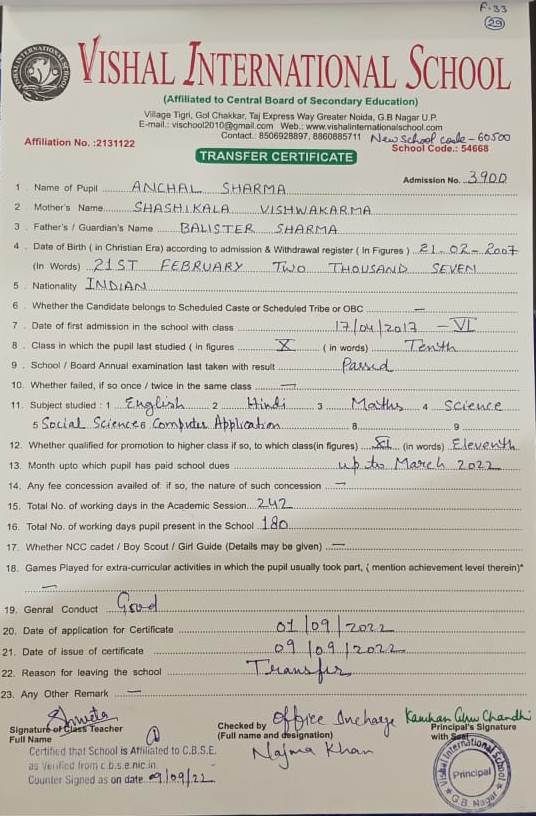 F-33
29
VISHAL INTERNATIONAL SCHOOL
(Affiliated to Central Board of Secondary Education)
Village Tigri, Gol Chakkar, Taj Express Way Greater Noida, G.B Nagar U.P.
E-mail.: vischool2010@gmail.com Web.: www.vishalinternationalschool.com
Contact.: 8506928897, 8860885711 New School code - 60500
Affiliation No. :2131122 School Code.: 54668
TRANSFER CERTIFICATE
Admission No. 3900
1 Name of Pupil ANCHAL SHARMA
2 Mother's Name SHASHIKALA VISHWAKARMA
3 . Father's / Guardian's Name BALISTER SHARMA
4 . Date of Birth ( in Christian Era) according to admission & Withdrawal register ( In Figures ) 21-02-2007
(In Words) 21ST FEBRUARY TWO THOUSAND SEVEN
5 . Nationality INDIAN
6 . Whether the Candidate belongs to Scheduled Caste or Scheduled Tribe or OBC —
7 . Date of first admission in the school with class 17/04/2017 - VI
8 . Class in which the pupil last studied ( in figures X ( in words) Tenth
9 . School / Board Annual examination last taken with result Passed
10. Whether failed, if so once / twice in the same class —
11. Subject studied : 1 English 2 Hindi 3 Maths 4 Science
5 Social Science 6 Computer Application 8 9
12. Whether qualified for promotion to higher class if so, to which class(in figures) XI (in words) Eleventh
13. Month upto which pupil has paid school dues up to March 2022
14. Any fee concession availed of: if so, the nature of such concession —
15. Total No. of working days in the Academic Session 242
16. Total No. of working days pupil present in the School 180
17. Whether NCC cadet / Boy Scout / Girl Guide (Details may be given) —
18. Games Played for extra-curricular activities in which the pupil usually took part, ( mention achievement level therein)*
—
19. Genral Conduct Good
20. Date of application for Certificate 01/09/2022
21. Date of issue of certificate 09/09/2022
22. Reason for leaving the school Transfer
23. Any Other Remark —
Shweta
Signature of Class Teacher
Full Name
Checked by Office Incharge
(Full name and designation)
Najma Khan
Principal's Signature
with Seal
Certified that School is Affiliated to C.B.S.E.
as Verified from c.b.s.e.nic.in.
Counter Signed as on date 09/09/22
Vishal International School
Principal
G.B. Nagar